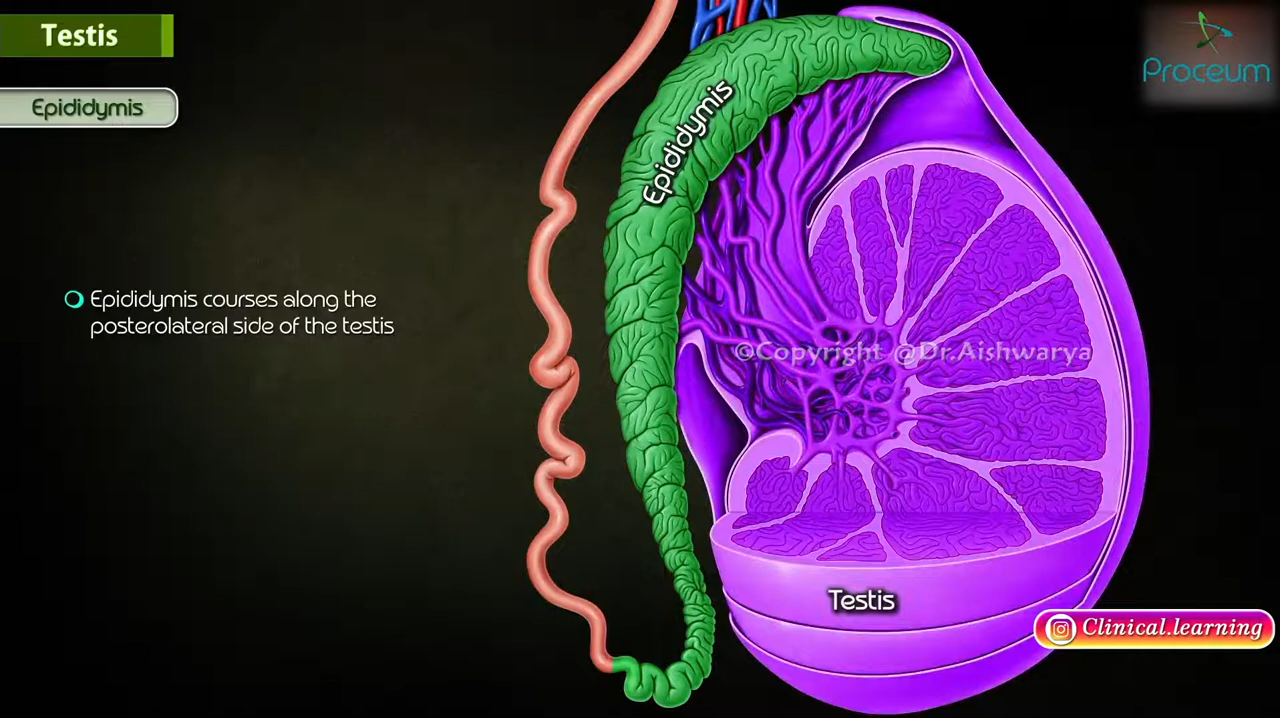 Testis
Proceum
Epididymis
Epididymis
Epididymis courses along the
posterolateral side of the testis
©Copyright @Dr.Aishwarya
Testis
Clinical.learning